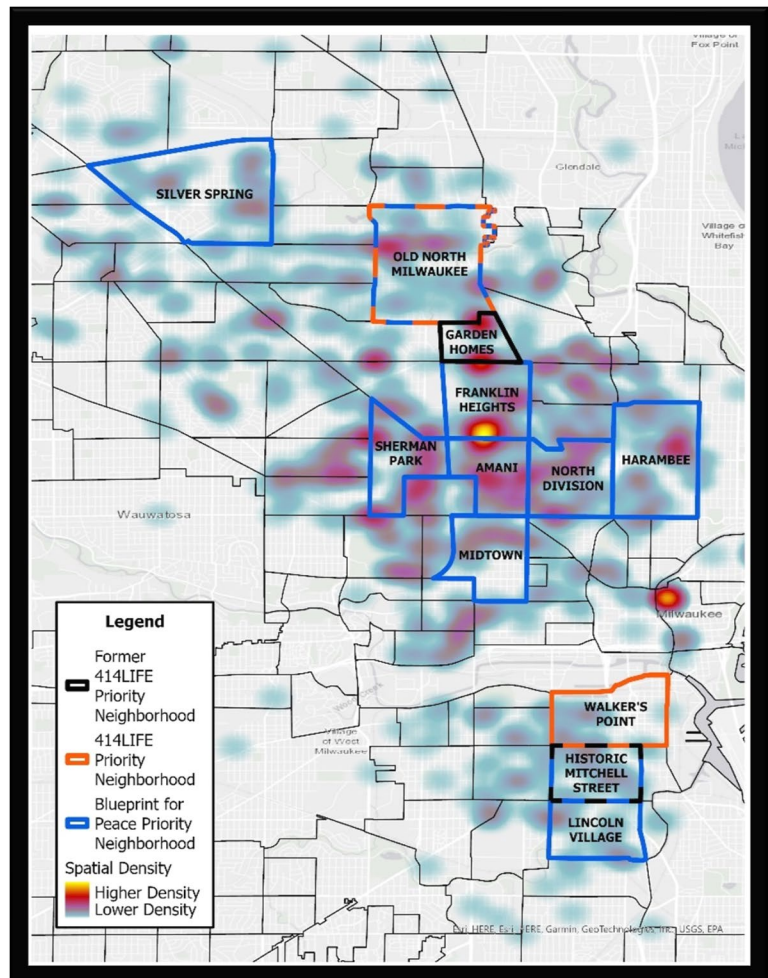 Village of
Fox Point
Glendale
Village o
Whitefish
Bay
SILVER SPRING
OLD NORTH
MILWAUKEE
GARDEN
HOMES
FRANKLIN
HEIGHTS
SHERMAN
PARK
AMANI
NORTH
DIVISION
HARAMBEE
Wauwatosa
MIDTOWN
Milwaukee
WALKER'S
POINT
Village
of West
Milwaukee
HISTORIC
MITCHELL
STREET
LINCOLN
VILLAGE
Legend
Former
414LIFE
Priority
Neighborhood
414LIFE
Priority
Neighborhood
Blueprint for
Peace Priority
Neighborhood
Spatial Density
Higher Density
Lower Density
Esri, HERE, Garmin, GeoTechnologies, Inc., USGS, EPA